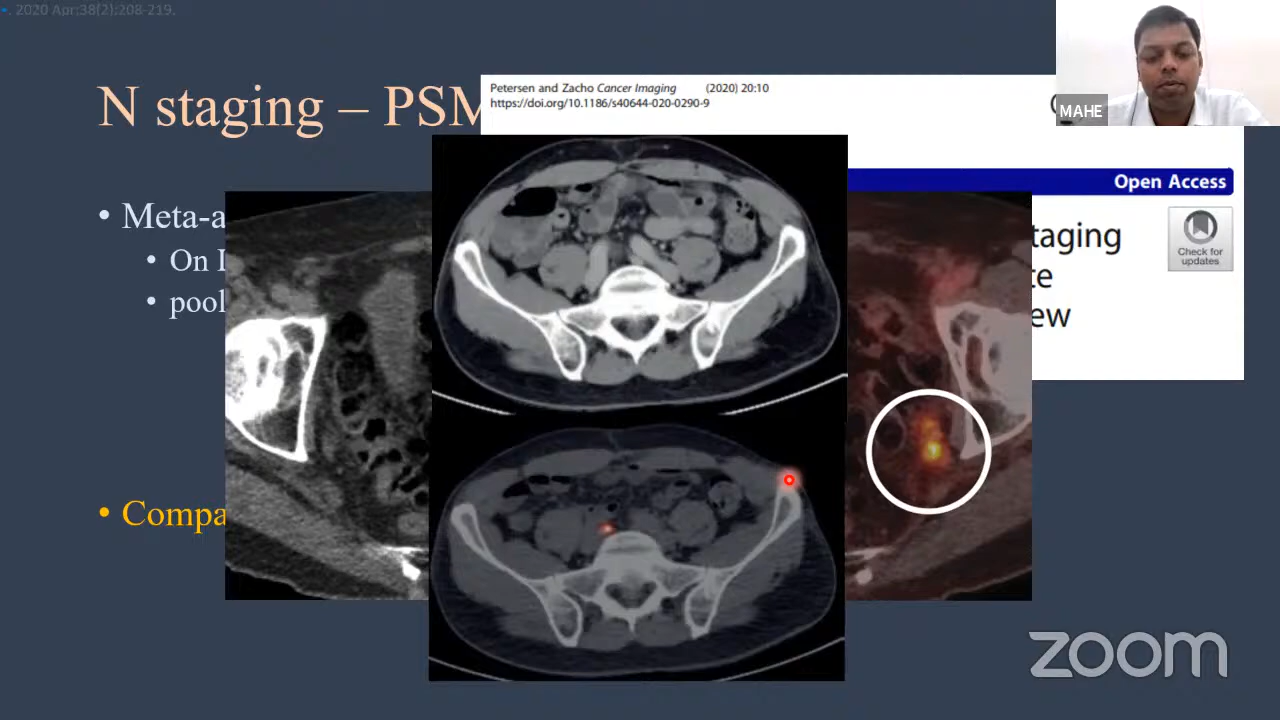 . 2020 Apr;38(2);208-219.
MAHE
Petersen and Zacho Cancer Imaging (2020) 20:10
https://doi.org/10.1186/s40644-020-0290-9
N staging – PSM
Open Access
• Meta-a
• On
• pool
taging
ew
Check for
updates
• Compa
zoom